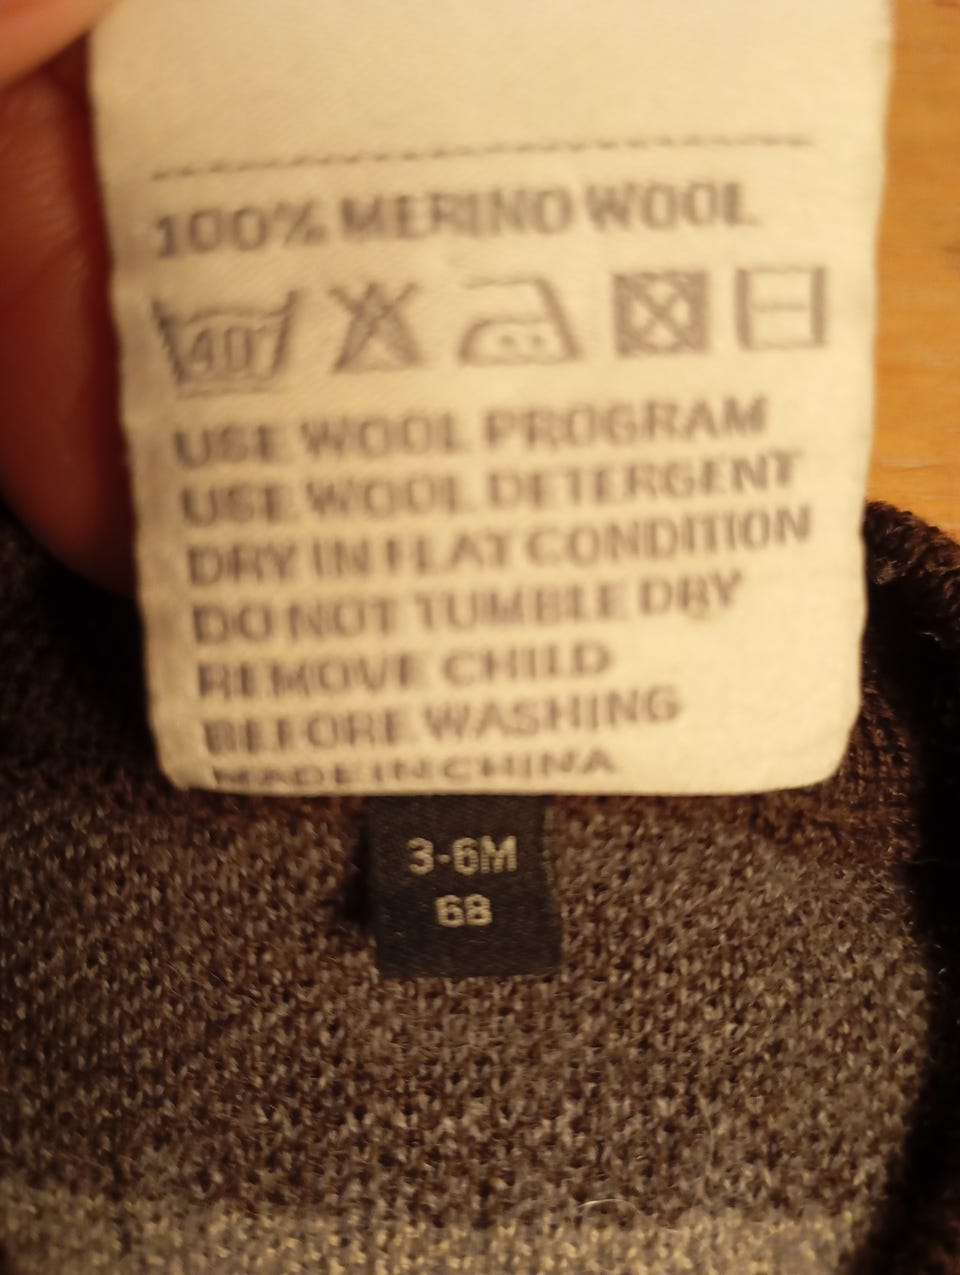 100% MERINO WOOL
40
USE WOOL PROGRAM
USE WOOL DETERGENT
DRY IN FLAT CONDITION
DO NOT TUMBLE DRY
REMOVE CHILD
BEFORE WASHING
MADE IN CHINA
3-6M
68